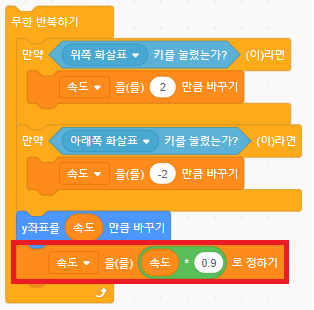 무한 반복하기
만약 위쪽 화살표 키를 눌렀는가? (이)라면
속도 을(를) 2 만큼 바꾸기
만약 아래쪽 화살표 키를 눌렀는가? (이)라면
속도 을(를) -2 만큼 바꾸기
y좌표를 속도 만큼 바꾸기
속도 을(를) 속도 * 0.9 로 정하기